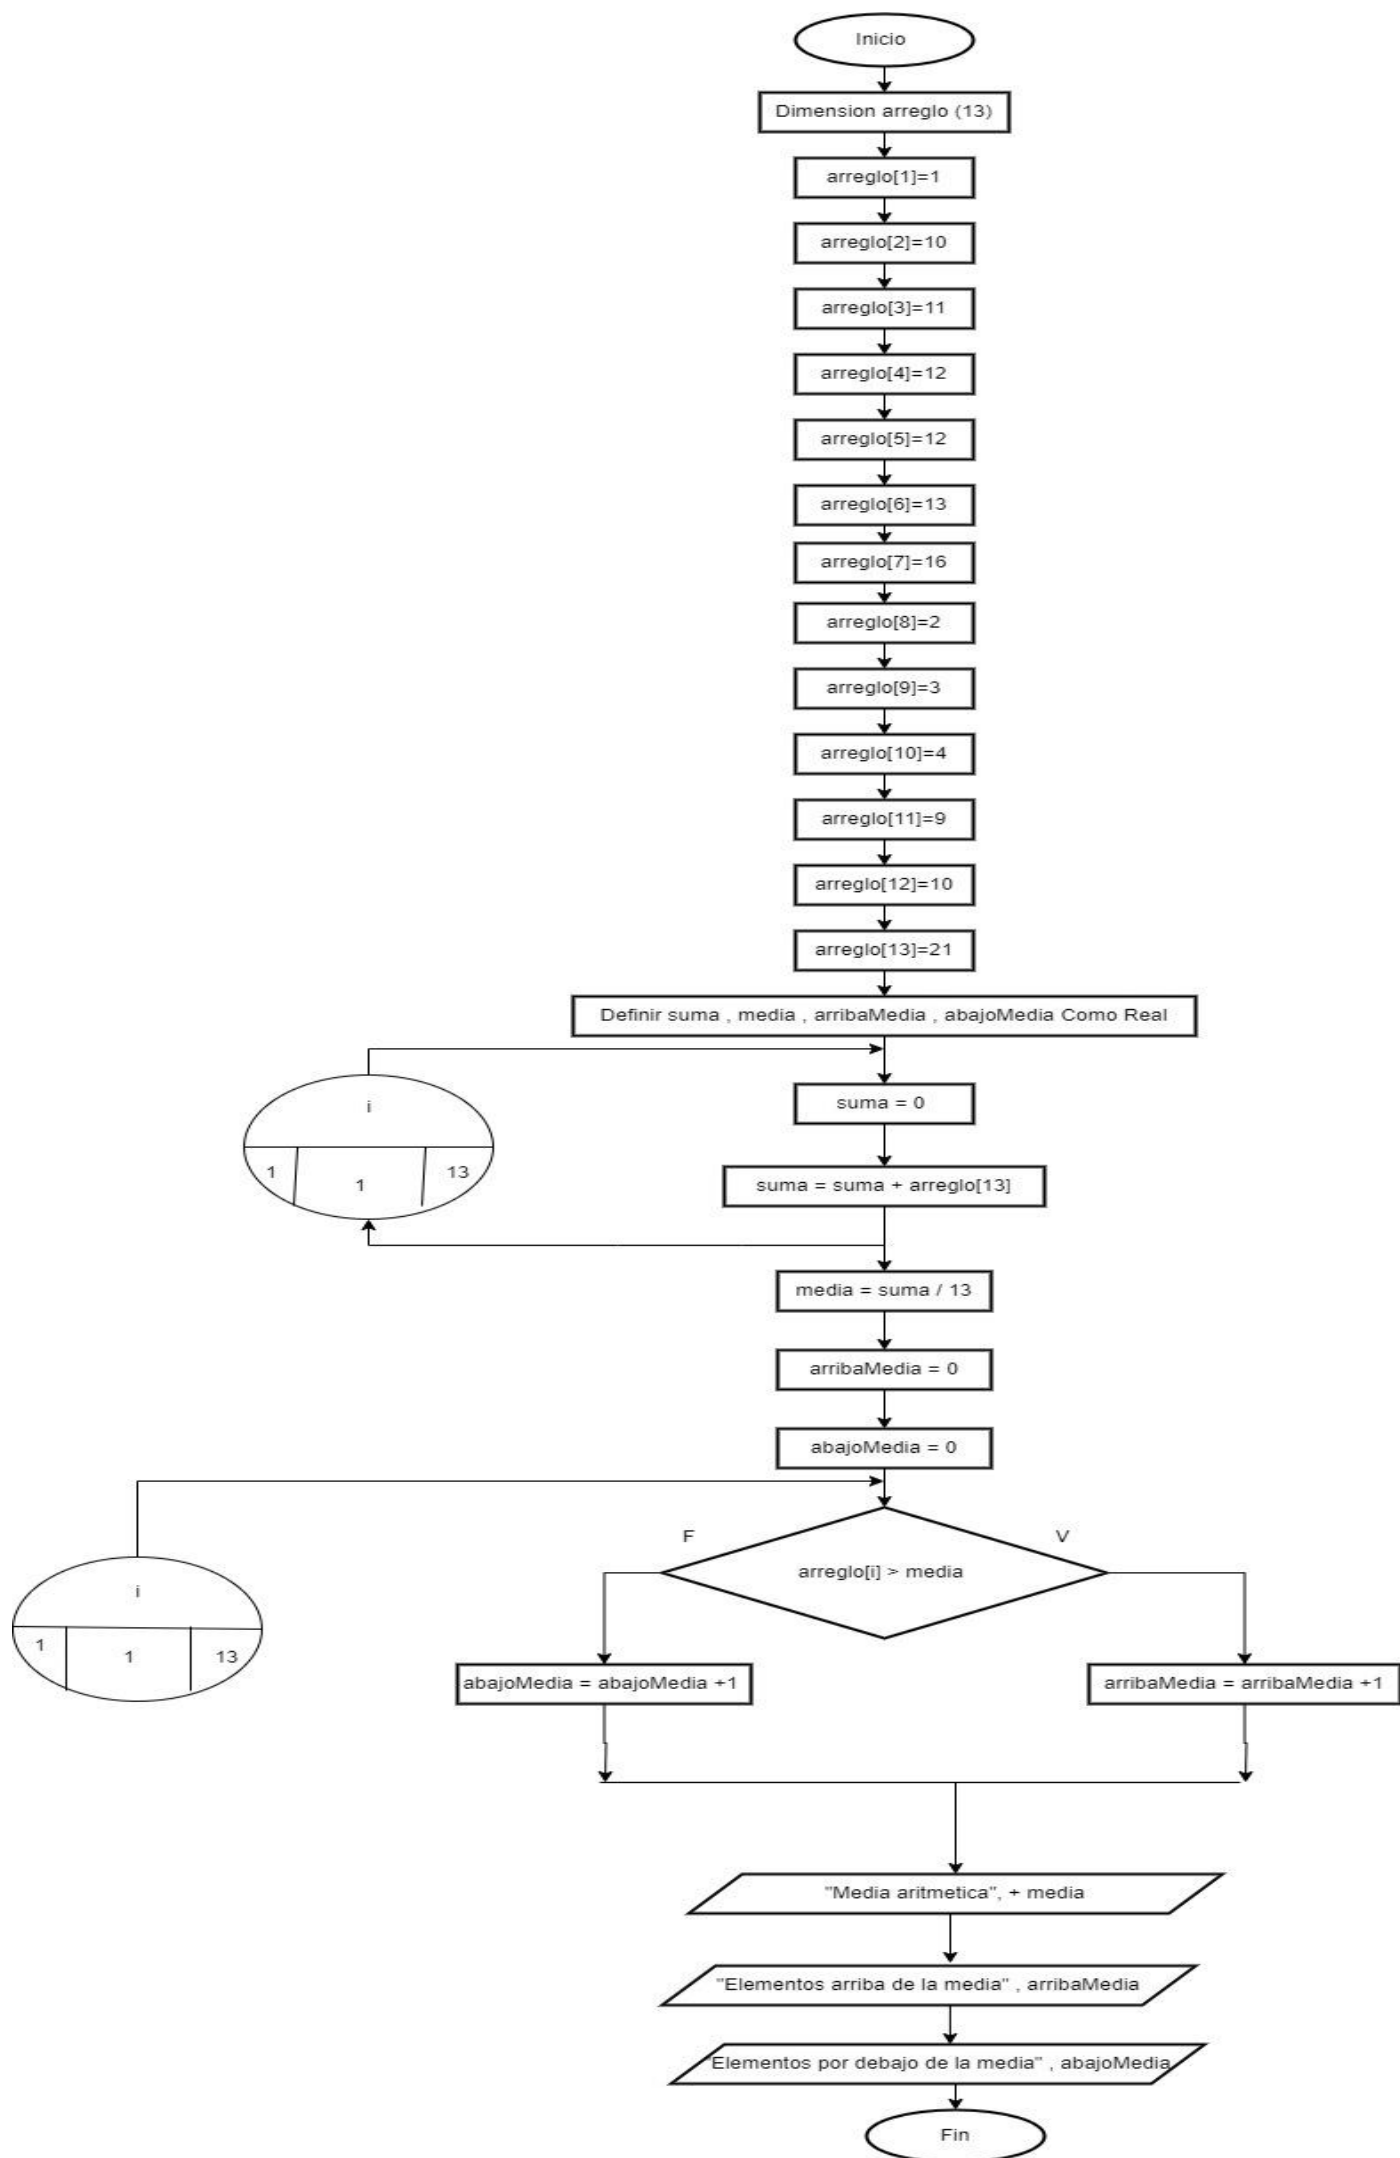 Inicio
Dimension arreglo (13)
arreglo[1]=1
arreglo[2]=10
arreglo[3]=11
arreglo[4]=12
arreglo[5]=12
arreglo[6]=13
arreglo[7]=16
arreglo[8]=2
arreglo[9]=3
arreglo[10]=4
arreglo[11]=9
arreglo[12]=10
arreglo[13]=21
Definir suma , media , arribaMedia , abajoMedia Como Real
i
1 1 13
suma = 0
suma = suma + arreglo[13]
media = suma / 13
arribaMedia = 0
abajoMedia = 0
F V
arreglo[i] > media
i
1 1 13
abajoMedia = abajoMedia +1
arribaMedia = arribaMedia +1
"Media aritmetica", + media
"Elementos arriba de la media" , arribaMedia
"Elementos por debajo de la media" , abajoMedia
Fin